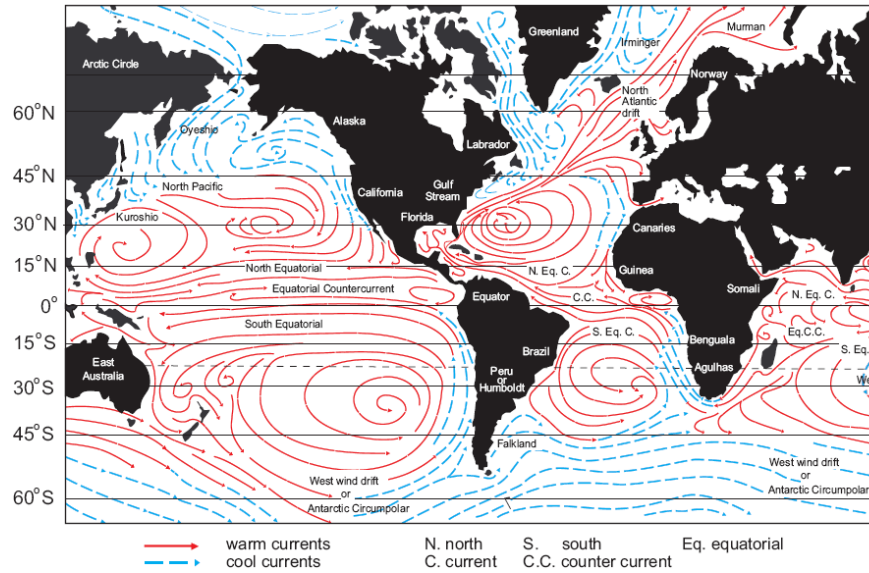 Greenland
Irminger
Murman
Arctic Circle
Norway
North
Atlantic
drift
60°N
Alaska
Oyeshio
Labrador
45°N
North Pacific
California
Gulf
Stream
Kuroshio
Florida
30°N
Canaries
15°N
North Equatorial
N. Eq. C.
Guinea
Somali
Equatorial Countercurrent
Equator
C.C.
N. Eq. C.
0°
South Equatorial
S. Eq. C.
Eq.C.C.
15°S
Brazil
Benguala
S. Eq.
East
Australia
Peru
or
Humboldt
Agulhas
We
30°S
45°S
Falkland
West wind drift
or
Antarctic Circumpolar
West wind drift
or
Antarctic Circumpolar
60°S
warm currents
N. north
S. south
Eq. equatorial
cool currents
C. current
C.C. counter current